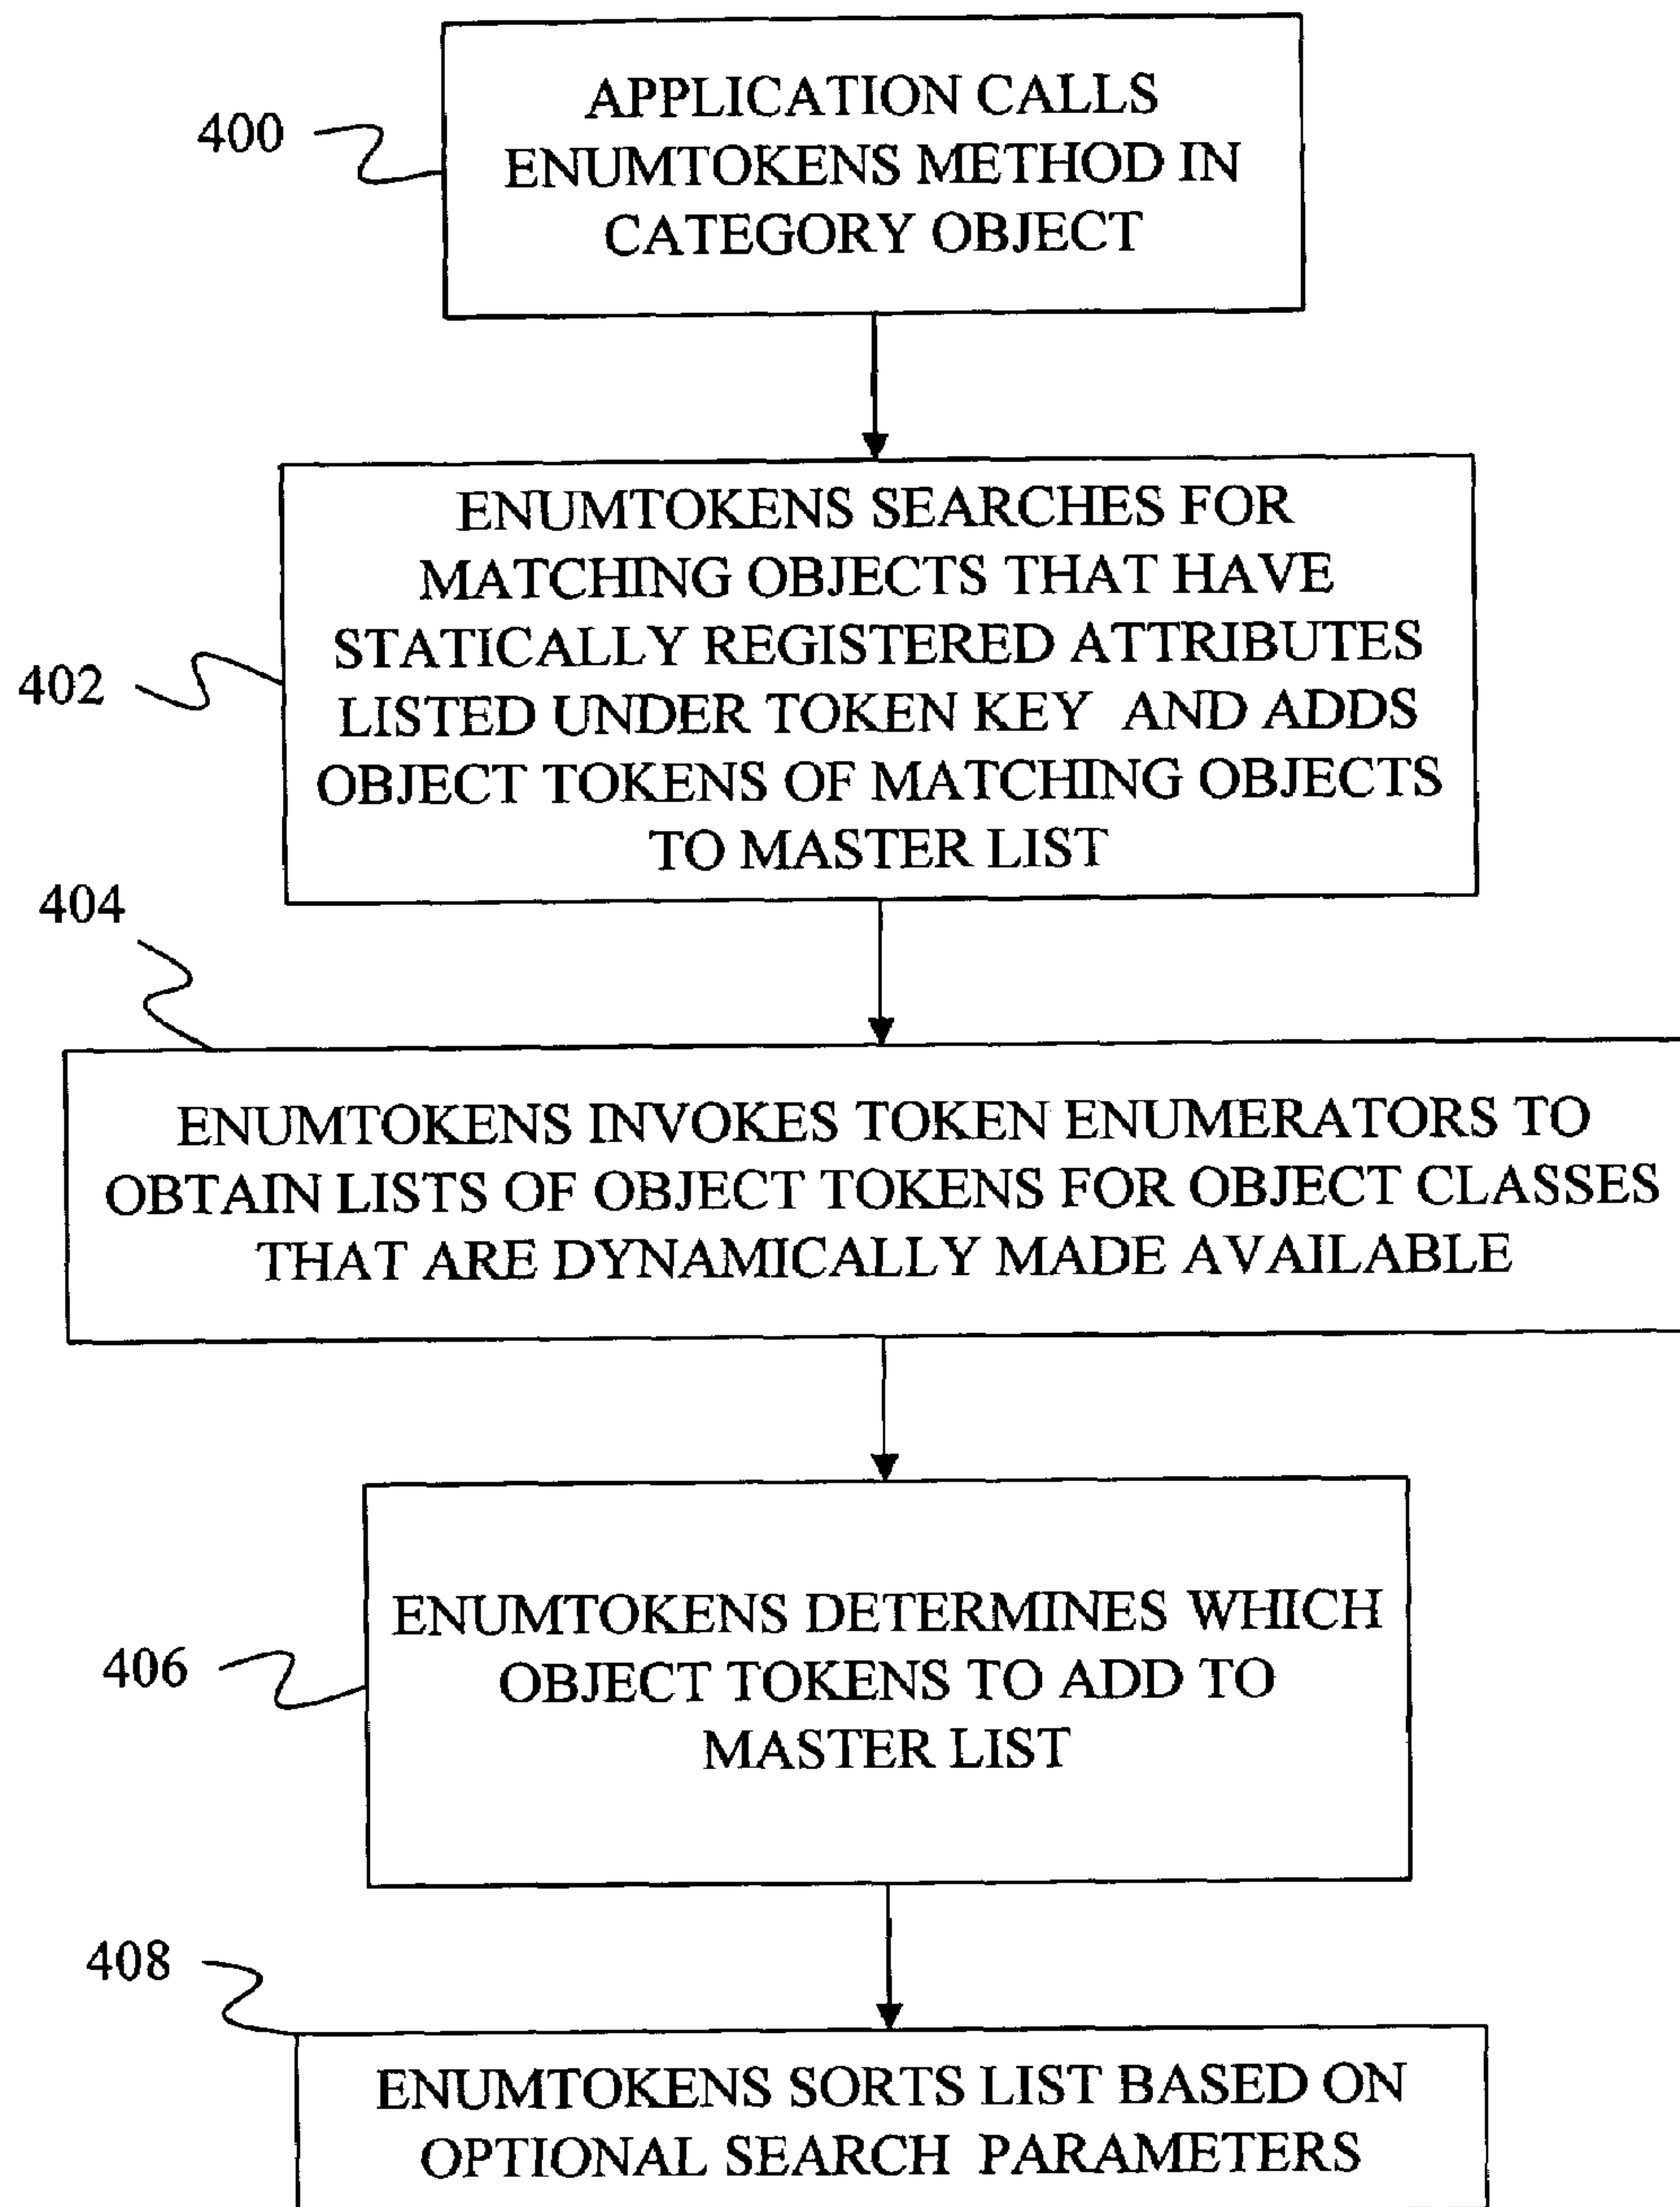 400
APPLICATION CALLS
ENUMTOKENS METHOD IN
CATEGORY OBJECT
402
ENUMTOKENS SEARCHES FOR
MATCHING OBJECTS THAT HAVE
STATICALLY REGISTERED ATTRIBUTES
LISTED UNDER TOKEN KEY AND ADDS
OBJECT TOKENS OF MATCHING OBJECTS
TO MASTER LIST
404
ENUMTOKENS INVOKES TOKEN ENUMERATORS TO
OBTAIN LISTS OF OBJECT TOKENS FOR OBJECT CLASSES
THAT ARE DYNAMICALLY MADE AVAILABLE
406
ENUMTOKENS DETERMINES WHICH
OBJECT TOKENS TO ADD TO
MASTER LIST
408
ENUMTOKENS SORTS LIST BASED ON
OPTIONAL SEARCH PARAMETERS